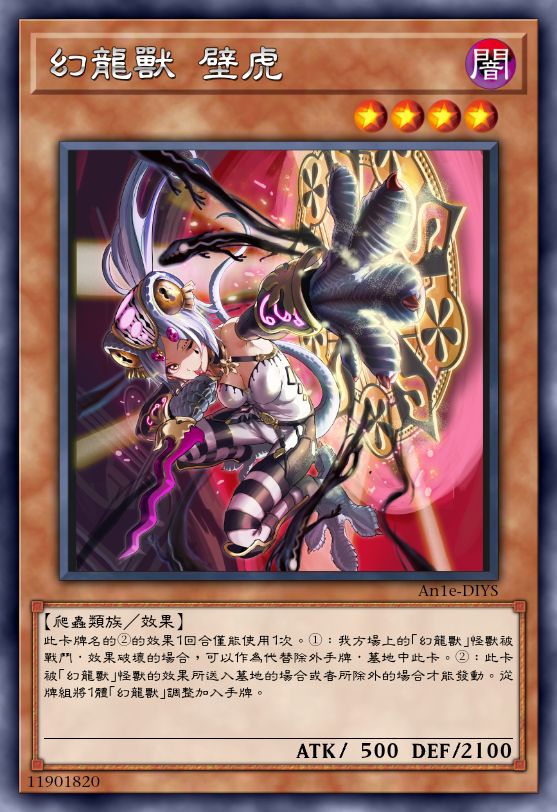 幻龍獸 壁虎
闇
An1e-DIYS
【爬蟲類族／效果】
此卡牌名的②的效果1回合僅能使用1次。①：我方場上的「幻龍獸」怪獸被
戰鬥・效果破壞的場合，可以作為代替除外手牌・墓地中此卡。②：此卡
被「幻龍獸」怪獸的效果所送入墓地的場合或者所除外的場合才能發動。從
牌組將1體「幻龍獸」調整加入手牌。
ATK/ 500 DEF/2100
11901820